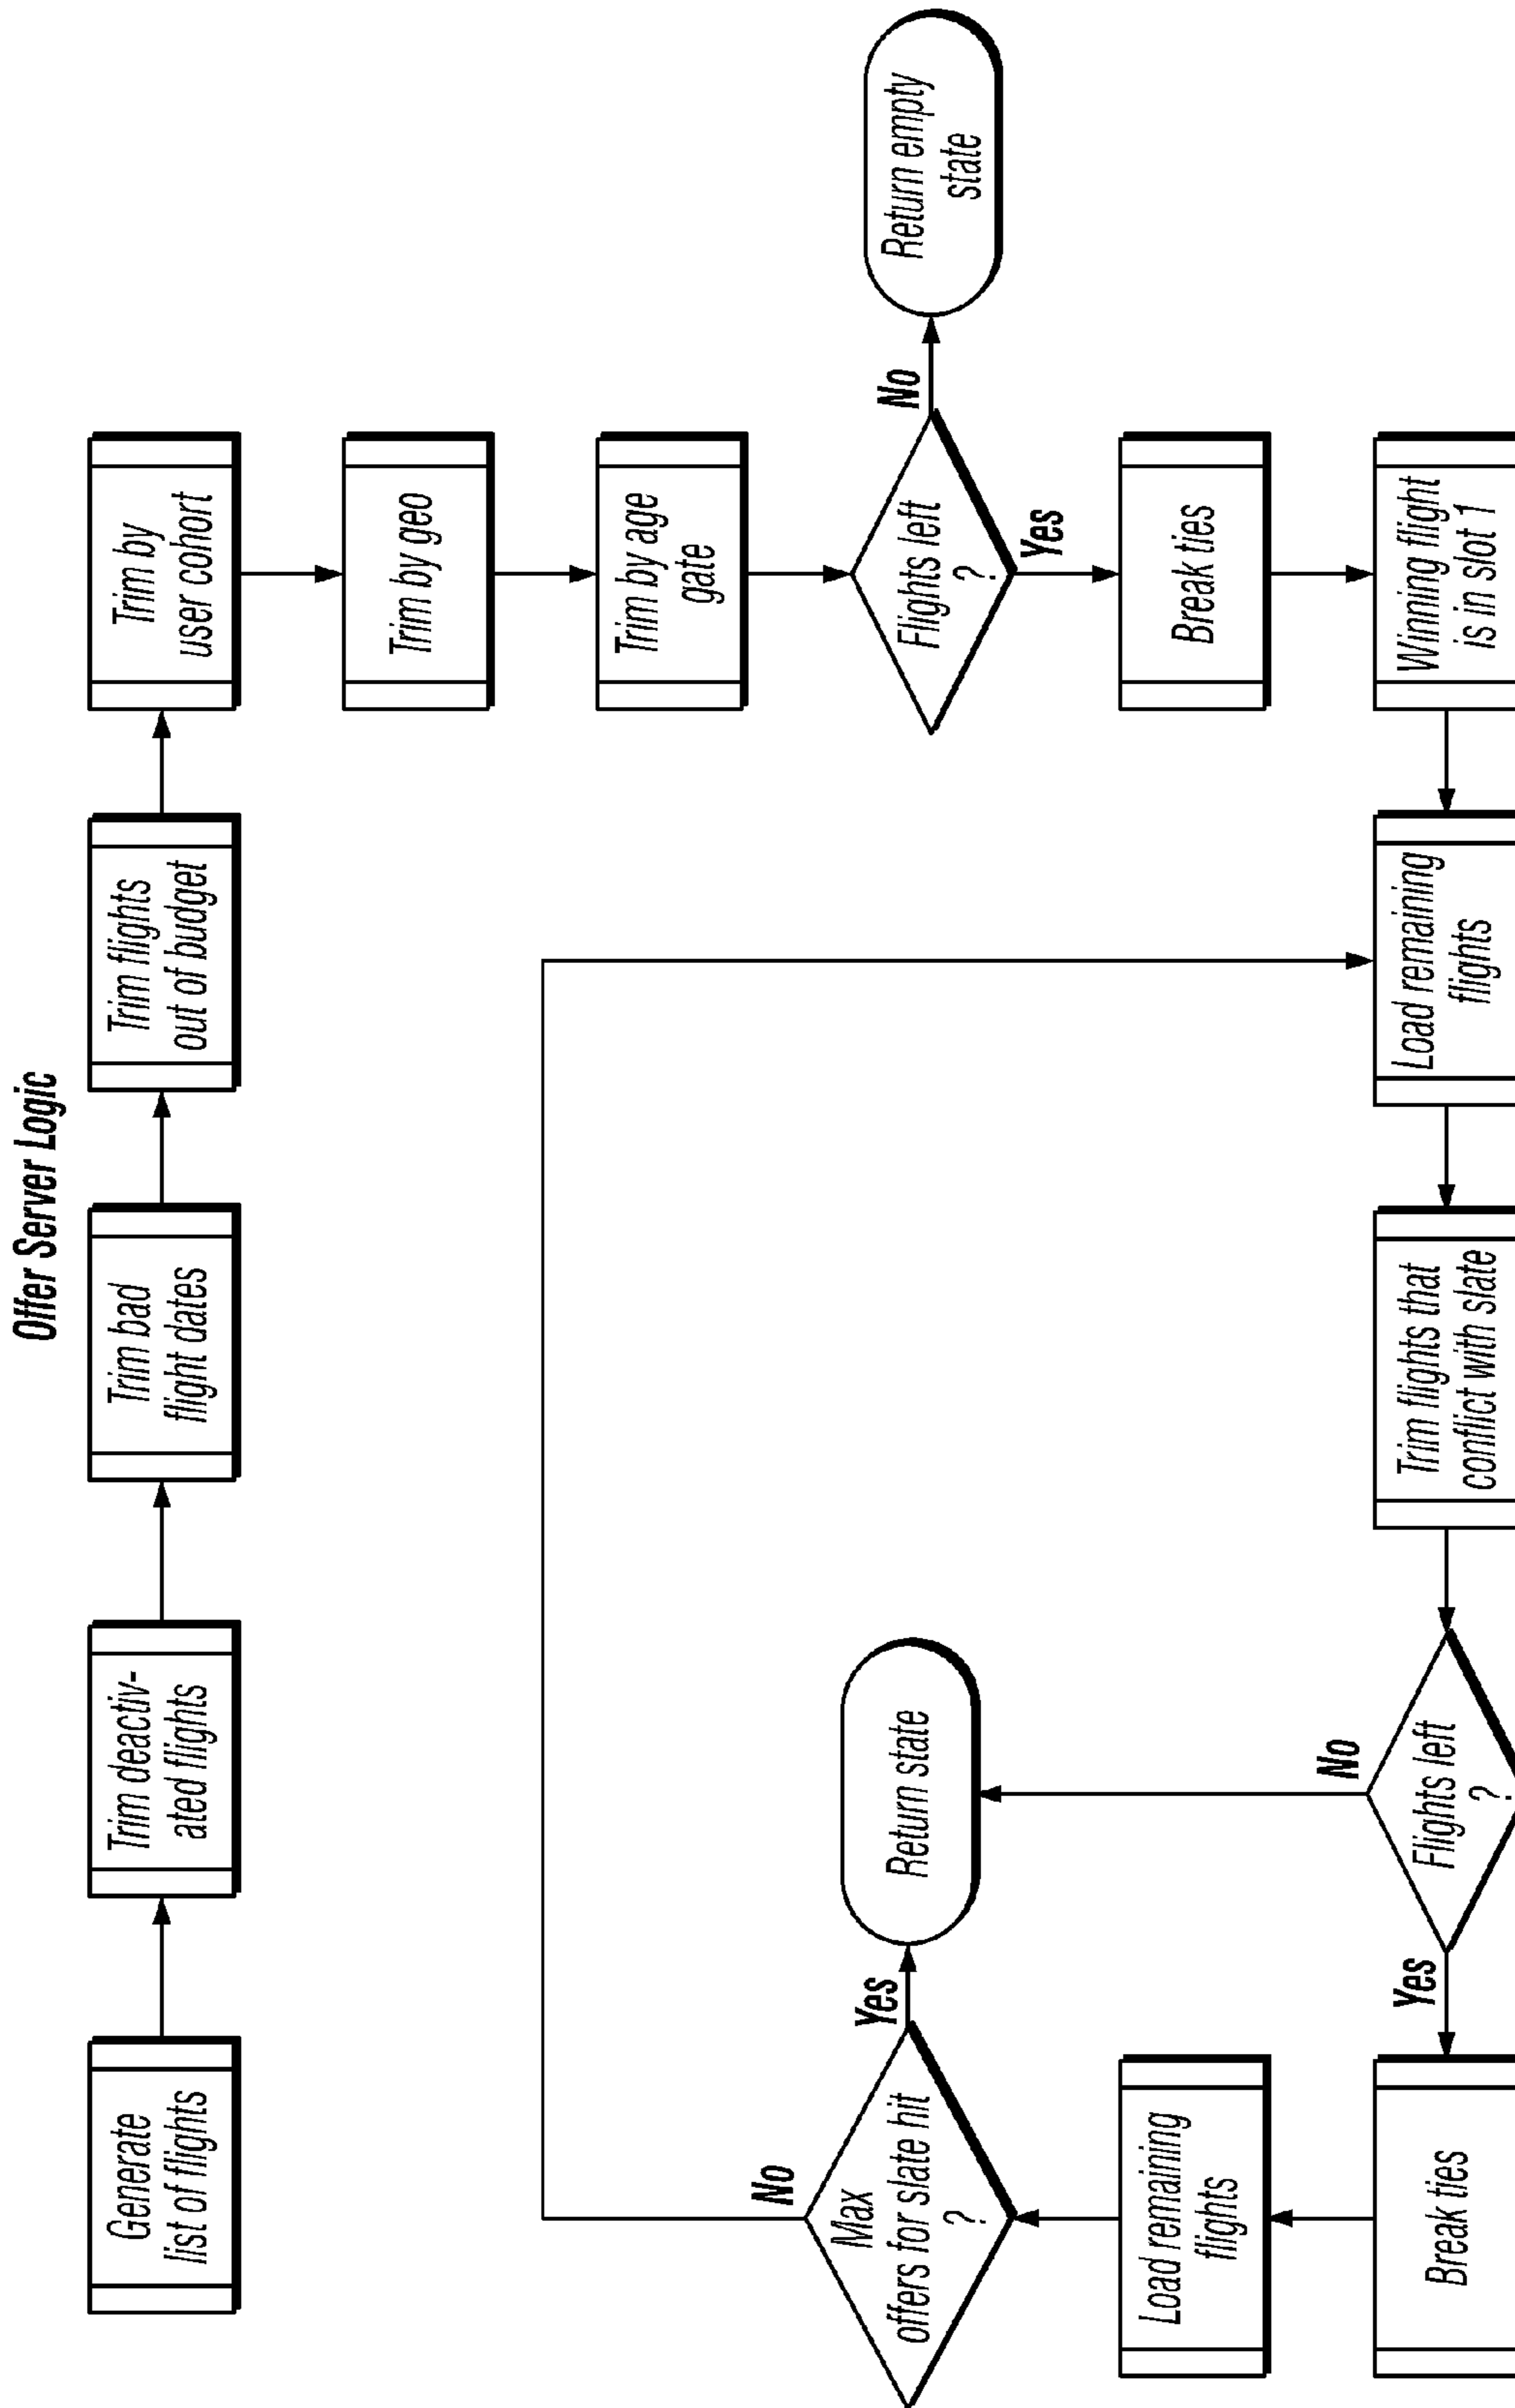 Offer Server Logic
Generate
list of flights
Trim deactiv-
ated flights
Trim bad
flight dates
Trim flights
out of budget
Trim by
user cohort
Trim by geo
Trim by age
gate
Flights left
?
No
Return empty
state
Yes
Break ties
Winning flight
is in slot 1
Load remaining
flights
Trim flights that
conflict with slate
Flights left
?
No
Return state
Yes
Break ties
Load remaining
flights
Max
offers for slate hit
?
Yes
No